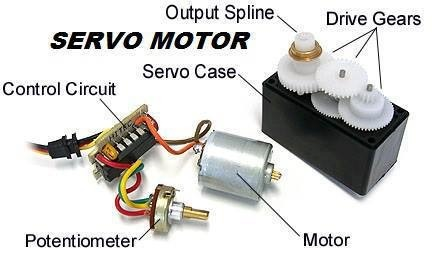 Output Spline
Drive Gears
SERVO MOTOR
Servo Case
Control Circuit
Potentiometer
Motor